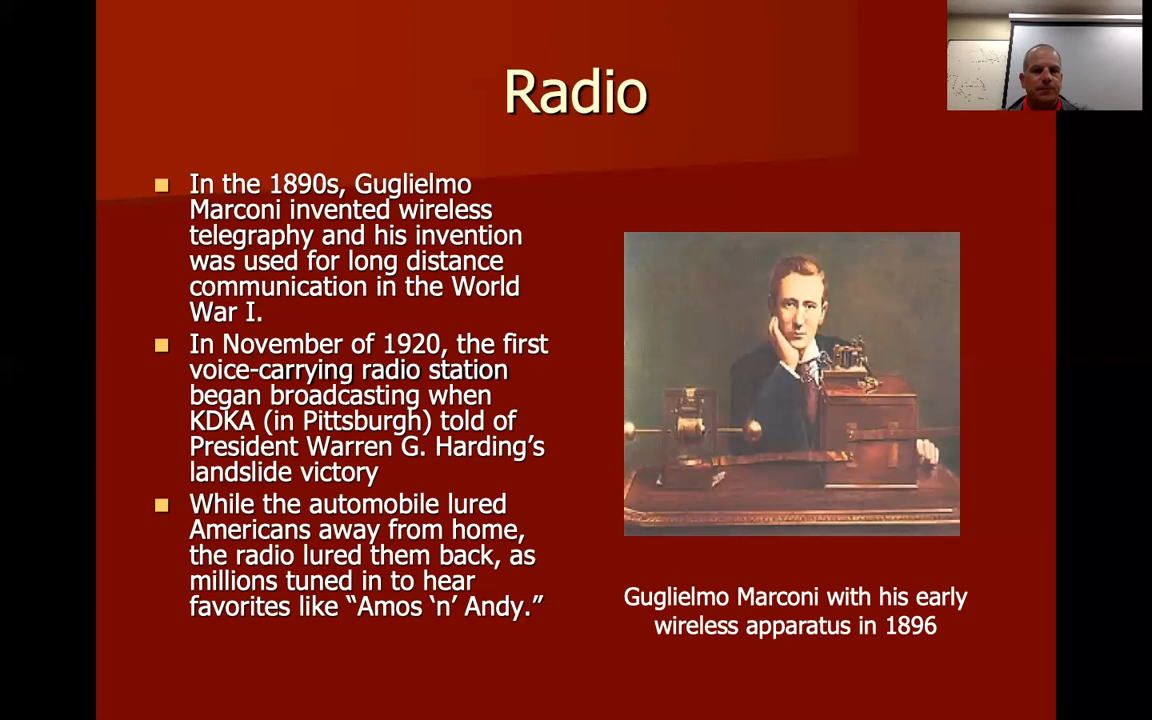 Radio
In the 1890s, Guglielmo
Marconi invented wireless
telegraphy and his invention
was used for long distance
communication in the World
War I.
In November of 1920, the first
voice-carrying radio station
began broadcasting when
KDKA (in Pittsburgh) told of
President Warren G. Harding’s
landslide victory
While the automobile lured
Americans away from home,
the radio lured them back, as
millions tuned in to hear
favorites like “Amos ‘n’ Andy.”
Guglielmo Marconi with his early
wireless apparatus in 1896